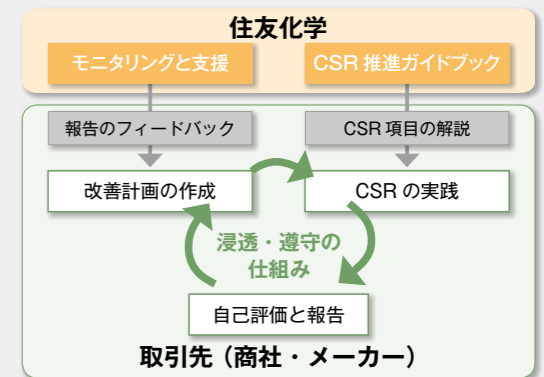 住友化学
モニタリングと支援
CSR 推進ガイドブック
報告のフィードバック
CSR 項目の解説
改善計画の作成
CSR の実践
浸透・遵守の
仕組み
自己評価と報告
取引先（商社・メーカー）